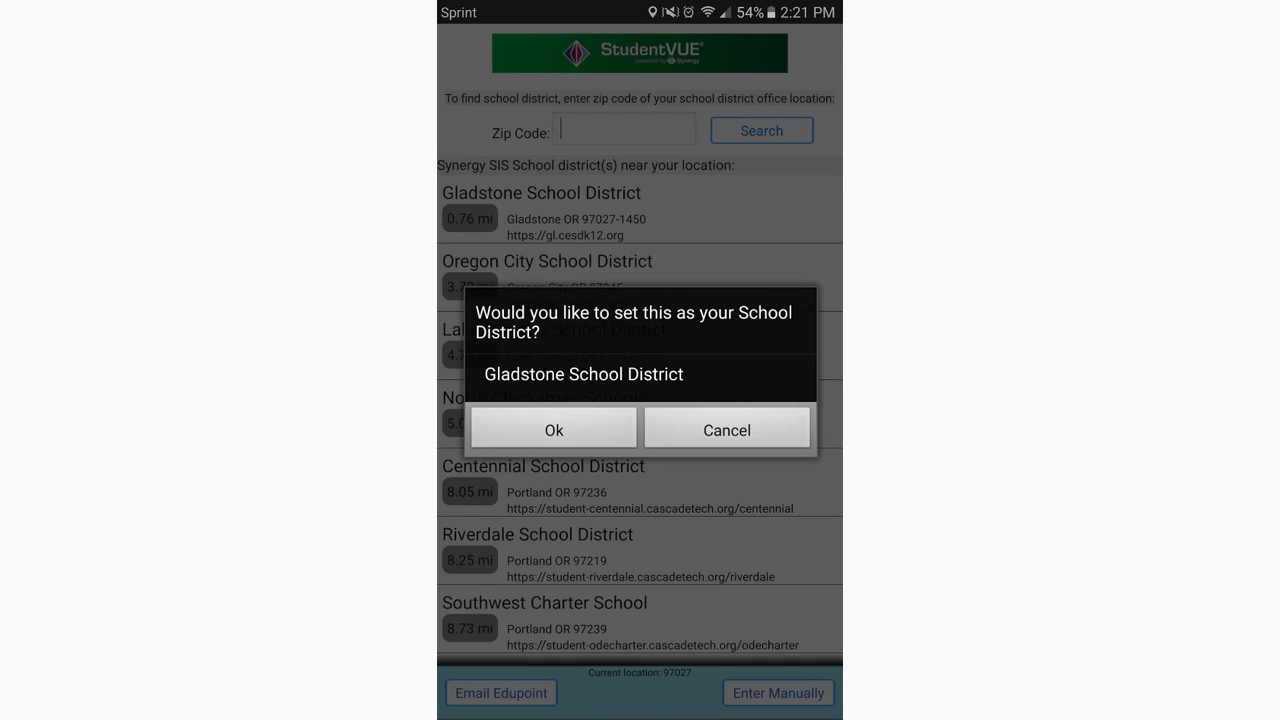 Sprint 54% 2:21 PM
StudentVUE®
powered by Synergy
To find school district, enter zip code of your school district office location:
Zip Code: Search
Synergy SIS School district(s) near your location:
Gladstone School District
0.76 mi Gladstone OR 97027-1450
https://gl.cesdk12.org
Oregon City School District
Would you like to set this as your School
District?
Gladstone School District
Ok Cancel
Centennial School District
8.05 mi Portland OR 97236
https://student-centennial.cascadetech.org/centennial
Riverdale School District
8.25 mi Portland OR 97219
https://student-riverdale.cascadetech.org/riverdale
Southwest Charter School
8.73 mi Portland OR 97239
https://student-odecharter.cascadetech.org/odecharter
Current location: 97027
Email Edupoint Enter Manually